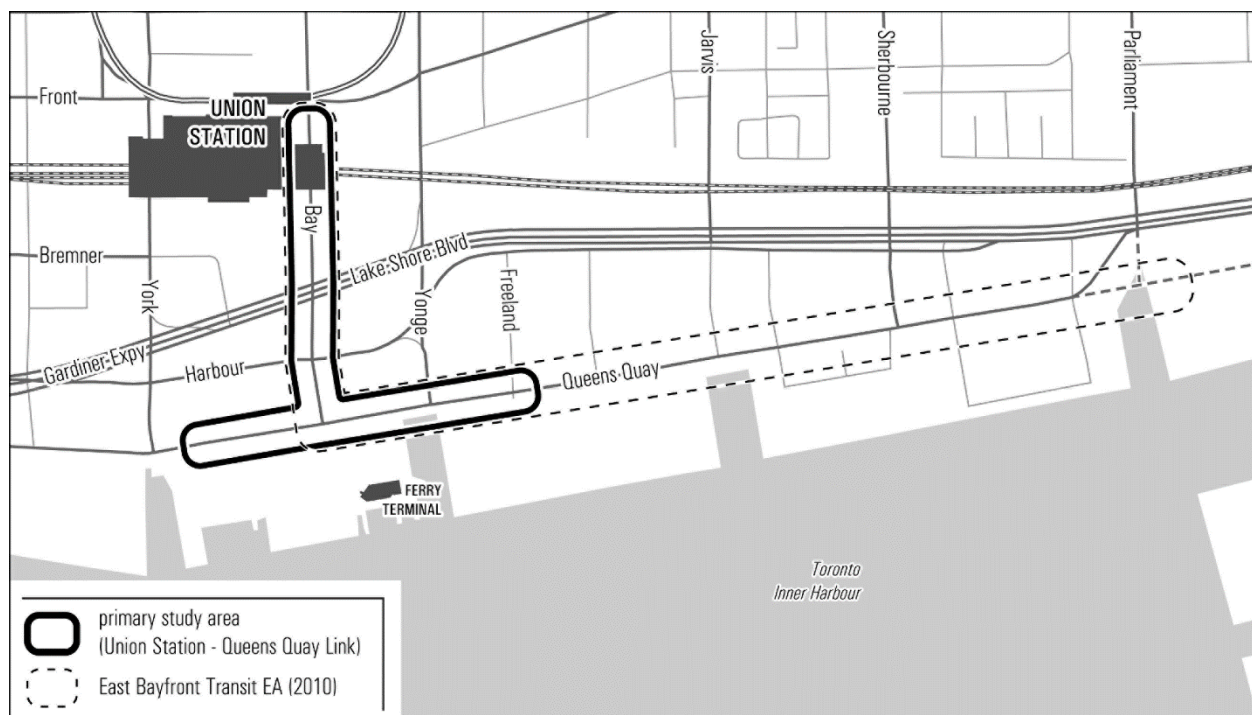 Front
UNION
STATION
Jarvis
Sherbourne
Parliament
Bay
Bremner
York
Lake Shore Blvd
Yonge
Freeland
Gardiner Expy
Harbour
Queens Quay
FERRY
TERMINAL
Toronto
Inner Harbour
primary study area
(Union Station - Queens Quay Link)
East Bayfront Transit EA (2010)